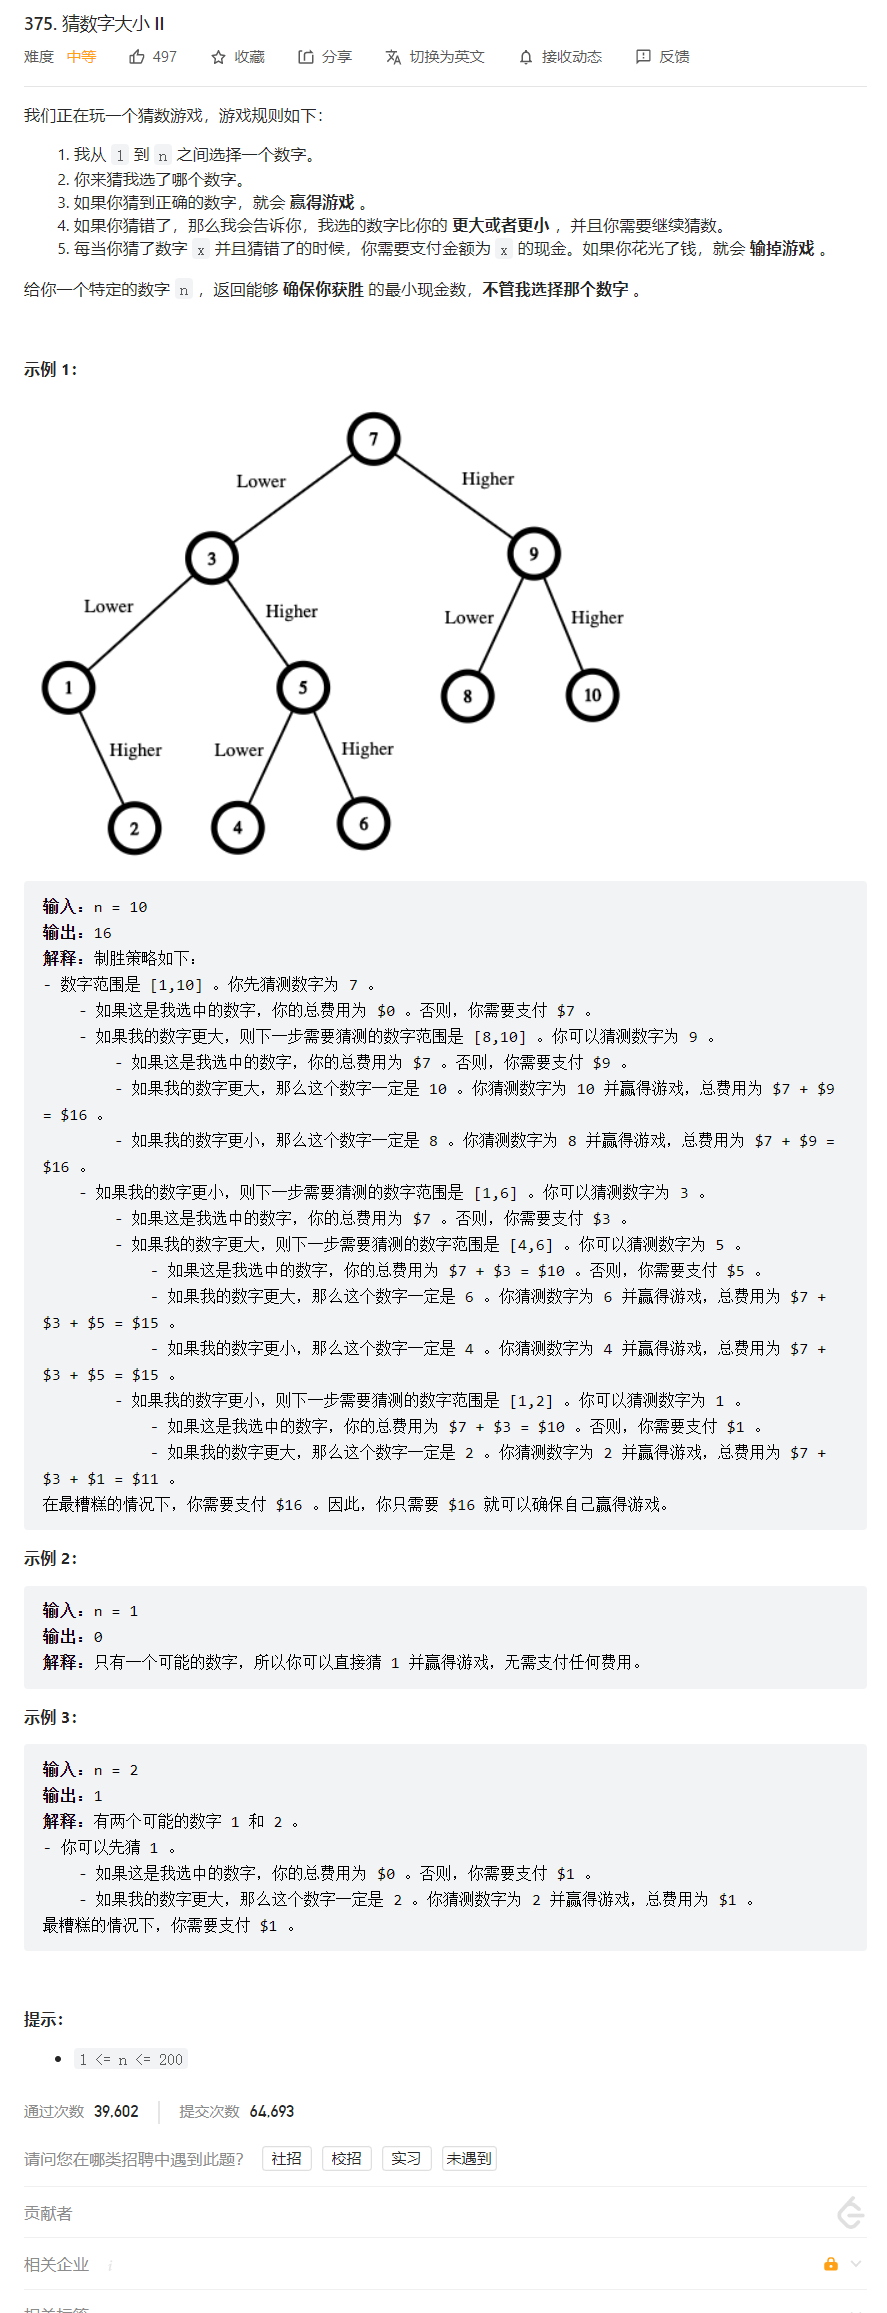 375. 猜数字大小 II
难度 中等 497 收藏 分享 切换为英文 接收动态 反馈
我们正在玩一个猜数游戏，游戏规则如下：
1. 我从 1 到 n 之间选择一个数字。
2. 你来猜我选了哪个数字。
3. 如果你猜到正确的数字，就会 赢得游戏 。
4. 如果你猜错了，那么我会告诉你，我选的数字比你的 更大或者更小 ，并且你需要继续猜数。
5. 每当你猜了数字 x 并且猜错了的时候，你需要支付金额为 x 的现金。如果你花光了钱，就会 输掉游戏 。
给你一个特定的数字 n ，返回能够 确保你获胜 的最小现金数，不管我选择那个数字 。
示例 1：
7
Lower Higher
3 9
Lower Higher Lower Higher
1 5 8 10
Higher Lower Higher
2 4 6
输入：n = 10
输出：16
解释：制胜策略如下：
- 数字范围是 [1,10] 。你先猜测数字为 7 。
- 如果这是我选中的数字，你的总费用为 $0 。否则，你需要支付 $7 。
- 如果我的数字更大，则下一步需要猜测的数字范围是 [8,10] 。你可以猜测数字为 9 。
- 如果这是我选中的数字，你的总费用为 $7 。否则，你需要支付 $9 。
- 如果我的数字更大，那么这个数字一定是 10 。你猜测数字为 10 并赢得游戏，总费用为 $7 + $9
= $16 。
- 如果我的数字更小，那么这个数字一定是 8 。你猜测数字为 8 并赢得游戏，总费用为 $7 + $9 =
$16 。
- 如果我的数字更小，则下一步需要猜测的数字范围是 [1,6] 。你可以猜测数字为 3 。
- 如果这是我选中的数字，你的总费用为 $7 。否则，你需要支付 $3 。
- 如果我的数字更大，则下一步需要猜测的数字范围是 [4,6] 。你可以猜测数字为 5 。
- 如果这是我选中的数字，你的总费用为 $7 + $3 = $10 。否则，你需要支付 $5 。
- 如果我的数字更大，那么这个数字一定是 6 。你猜测数字为 6 并赢得游戏，总费用为 $7 +
$3 + $5 = $15 。
- 如果我的数字更小，那么这个数字一定是 4 。你猜测数字为 4 并赢得游戏，总费用为 $7 +
$3 + $5 = $15 。
- 如果我的数字更小，则下一步需要猜测的数字范围是 [1,2] 。你可以猜测数字为 1 。
- 如果这是我选中的数字，你的总费用为 $7 + $3 = $10 。否则，你需要支付 $1 。
- 如果我的数字更大，那么这个数字一定是 2 。你猜测数字为 2 并赢得游戏，总费用为 $7 +
$3 + $1 = $11 。
在最糟糕的情况下，你需要支付 $16 。因此，你只需要 $16 就可以确保自己赢得游戏。
示例 2：
输入：n = 1
输出：0
解释：只有一个可能的数字，所以你可以直接猜 1 并赢得游戏，无需支付任何费用。
示例 3：
输入：n = 2
输出：1
解释：有两个可能的数字 1 和 2 。
- 你可以先猜 1 。
- 如果这是我选中的数字，你的总费用为 $0 。否则，你需要支付 $1 。
- 如果我的数字更大，那么这个数字一定是 2 。你猜测数字为 2 并赢得游戏，总费用为 $1 。
最糟糕的情况下，你需要支付 $1 。
提示：
1 <= n <= 200
通过次数 39,602 提交次数 64,693
请问您在哪类招聘中遇到此题？ 社招 校招 实习 未遇到
贡献者
相关企业 i